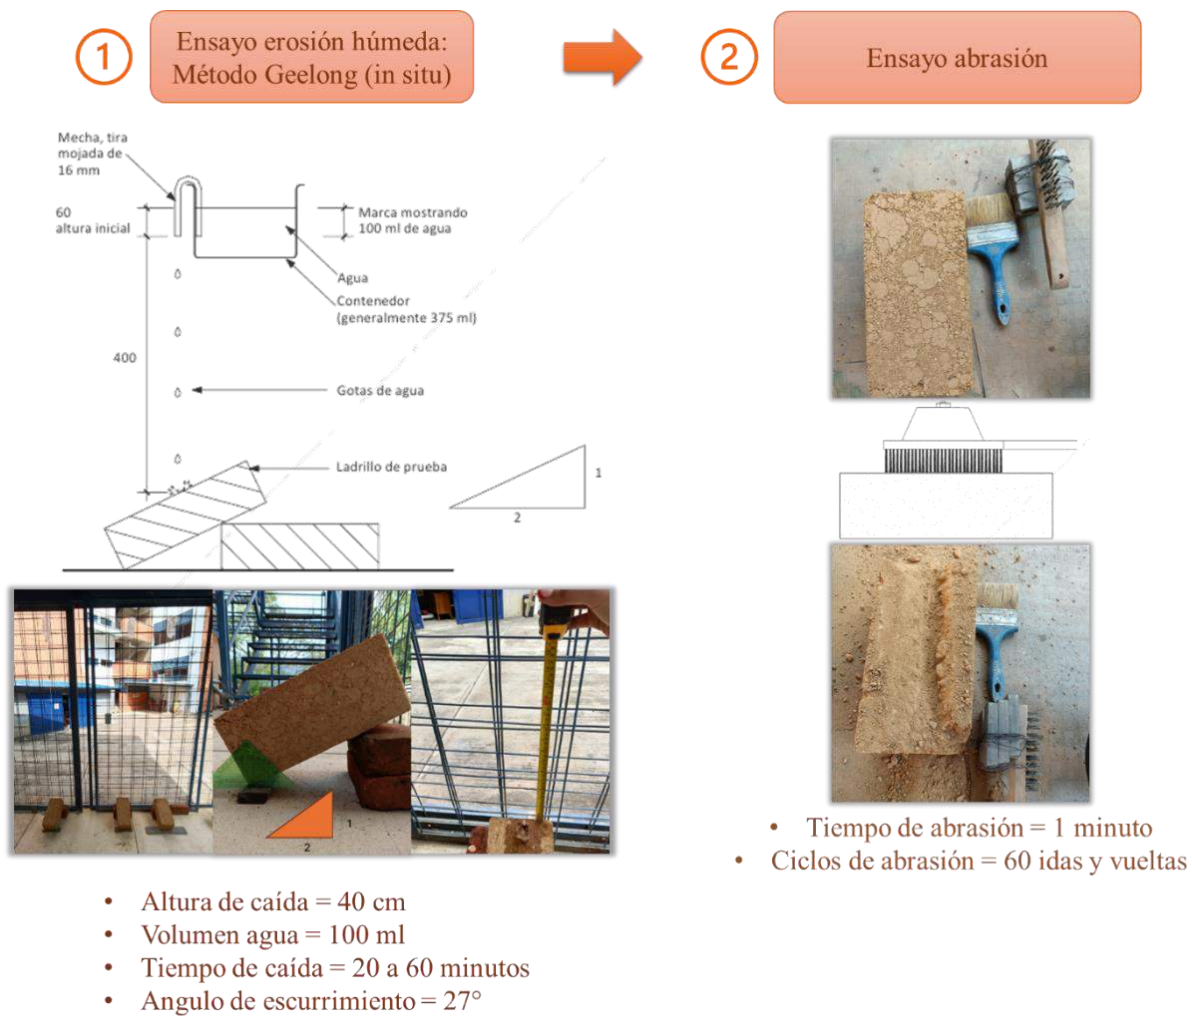 1
Ensayo erosión húmeda:
Método Geelong (in situ)
2
Ensayo abrasión
Mecha, tira
mojada de
16 mm
60
altura inicial
Marca mostrando
100 ml de agua
Agua
Contenedor
(generalmente 375 ml)
400
Gotas de agua
Ladrillo de prueba
1
2
1
2
• Altura de caída = 40 cm
• Volumen agua = 100 ml
• Tiempo de caída = 20 a 60 minutos
• Angulo de escurrimiento = 27°
• Tiempo de abrasión = 1 minuto
• Ciclos de abrasión = 60 idas y vueltas